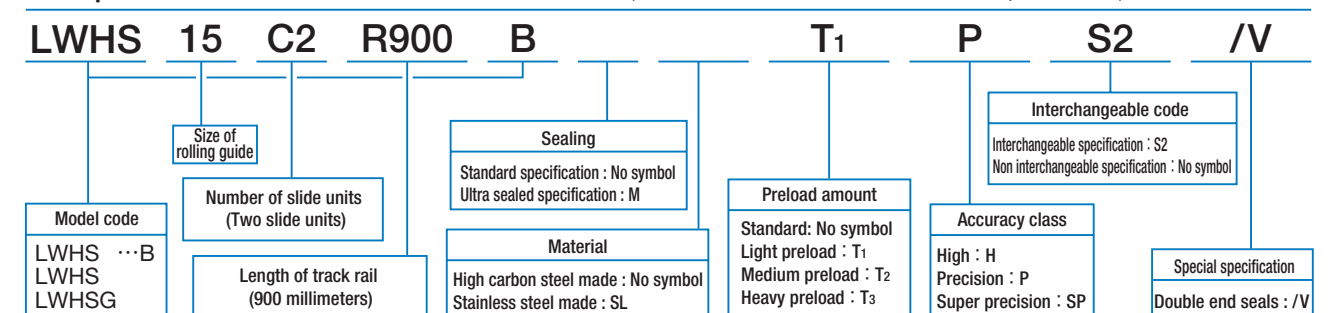 LWHS 15 C2 R900 B T1 P S2 /V
Size of
rolling guide
Number of slide units
(Two slide units)
Model code
LWHS …B
LWHS
LWHSG
Length of track rail
(900 millimeters)
Sealing
Standard specification : No symbol
Ultra sealed specification : M
Material
High carbon steel made : No symbol
Stainless steel made : SL
Preload amount
Standard: No symbol
Light preload : T1
Medium preload : T2
Heavy preload : T3
Interchangeable code
Interchangeable specification : S2
Non interchangeable specification : No symbol
Accuracy class
High : H
Precision : P
Super precision : SP
Special specification
Double end seals : /V